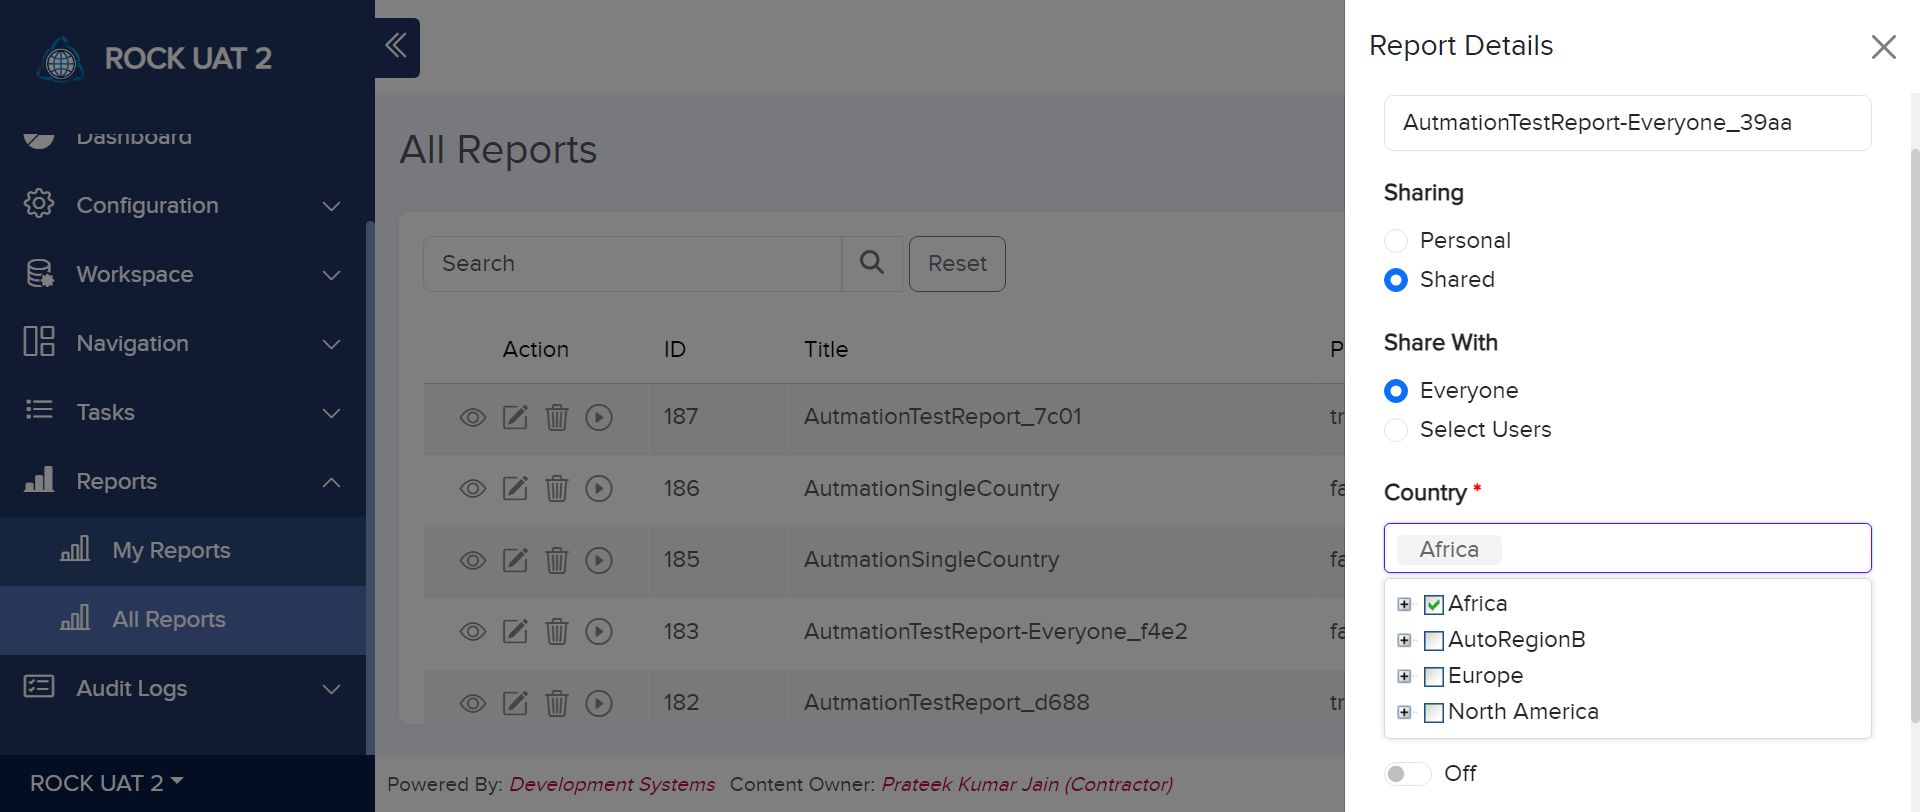 ROCK UAT 2
Dashboard
Configuration
Workspace
Navigation
Tasks
Reports
My Reports
All Reports
Audit Logs
ROCK UAT 2
All Reports
Search
Reset
Action ID Title P
187 AutmationTestReport_7c01 tr
186 AutmationSingleCountry fa
185 AutmationSingleCountry fa
183 AutmationTestReport-Everyone_f4e2 fa
182 AutmationTestReport_d688 tr
Powered By: Development Systems Content Owner: Prateek Kumar Jain (Contractor)
Report Details
AutmationTestReport-Everyone_39aa
Sharing
Personal
Shared
Share With
Everyone
Select Users
Country *
Africa
Africa
AutoRegionB
Europe
North America
Off